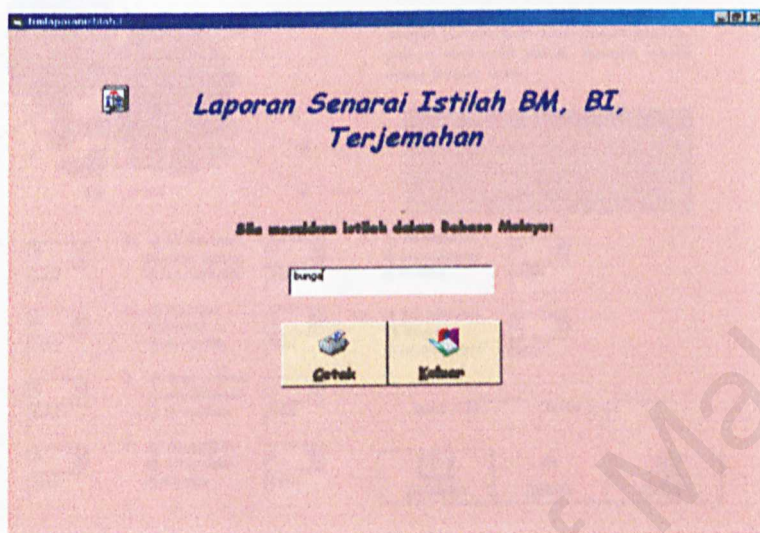 Laporan Senarai Istilah BM, BI,
Terjemahan
Sila masukkan istilah dalam Bahasa Melayu:
bunga
Cetak
Keluar